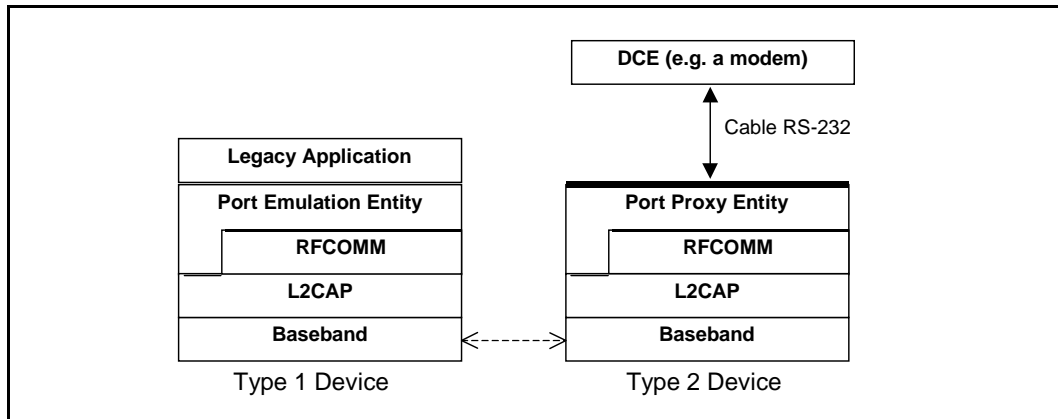 DCE (e.g. a modem)
Cable RS-232
Legacy Application
Port Emulation Entity
RFCOMM
L2CAP
Baseband
Type 1 Device
Port Proxy Entity
RFCOMM
L2CAP
Baseband
Type 2 Device